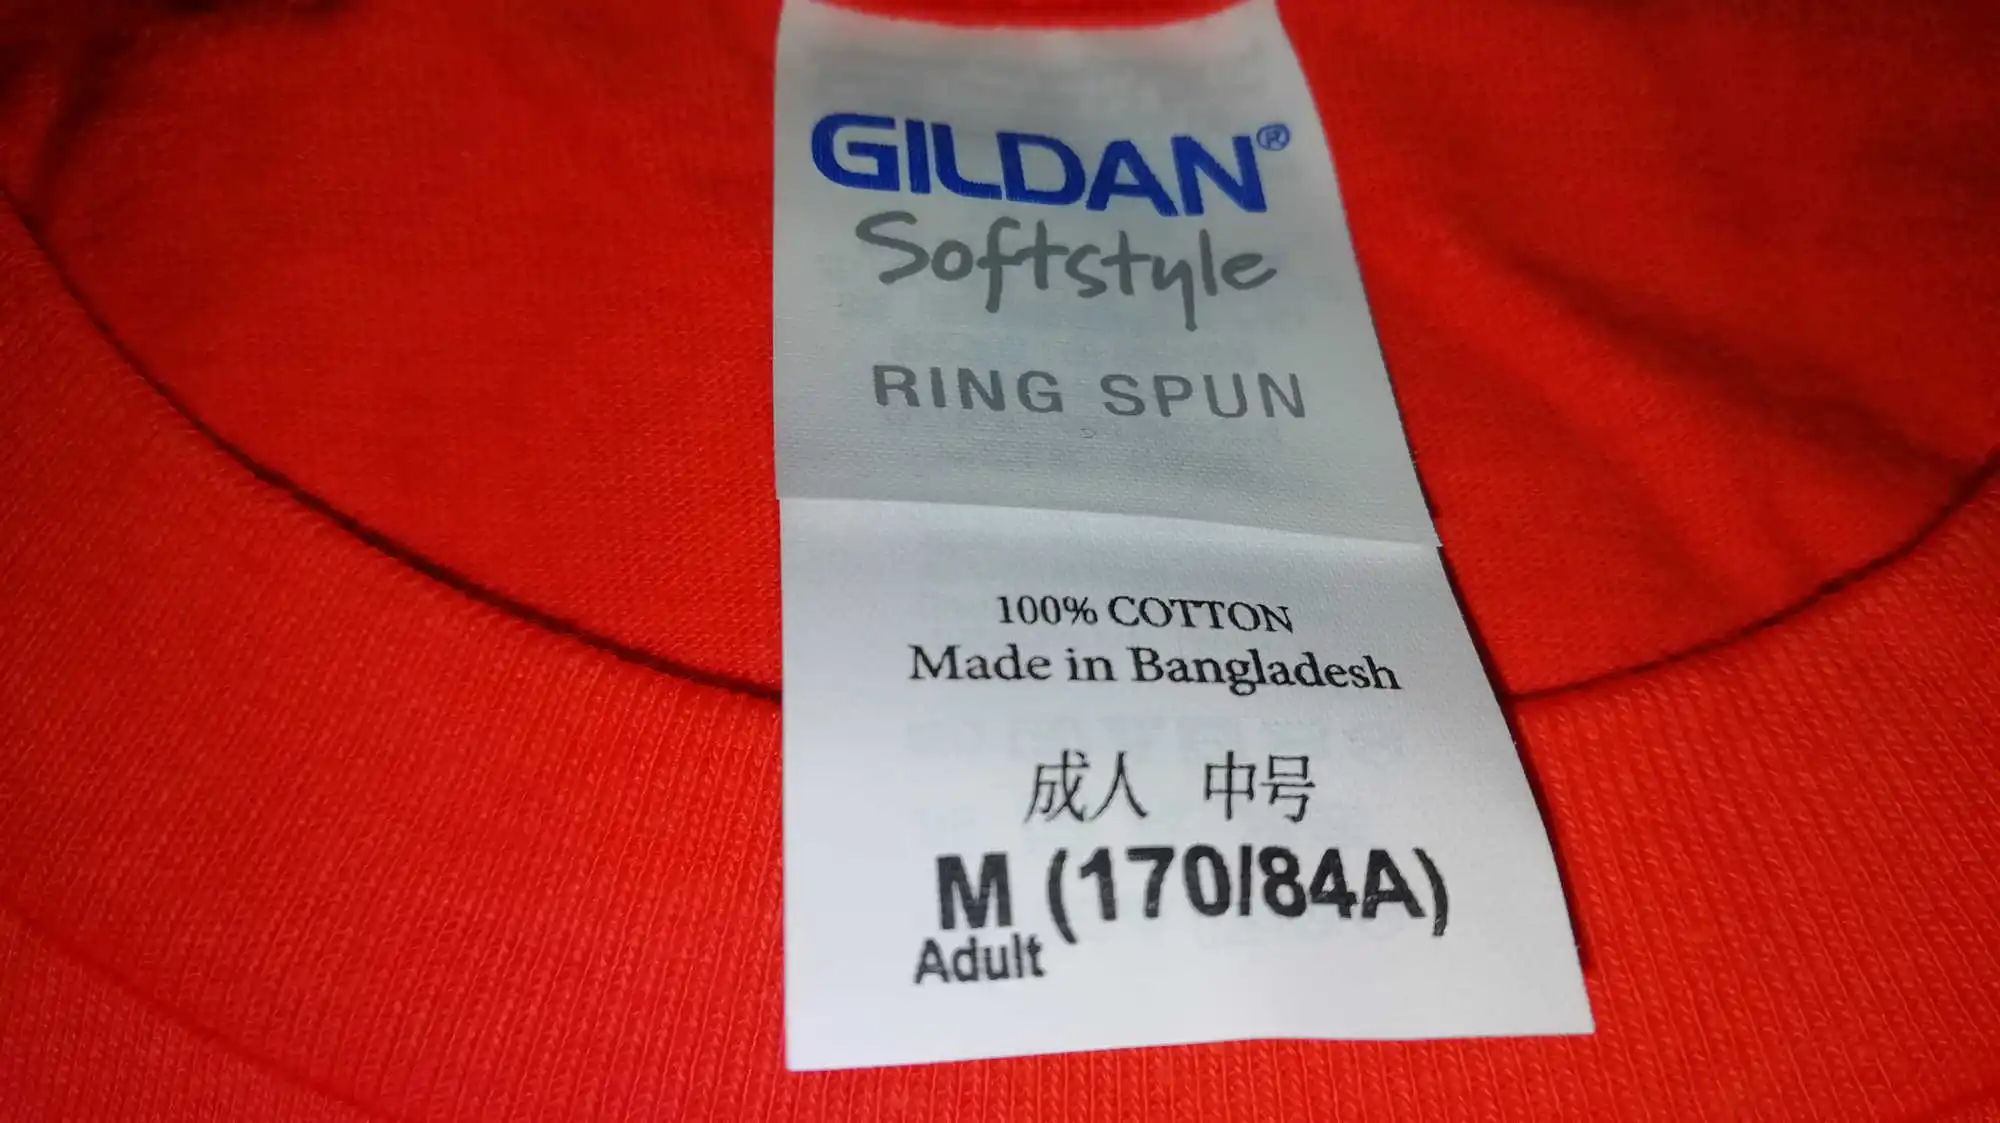 GILDAN®
Softstyle
RING SPUN
100% COTTON
Made in Bangladesh
成人 中号
M (170/84A)
Adult